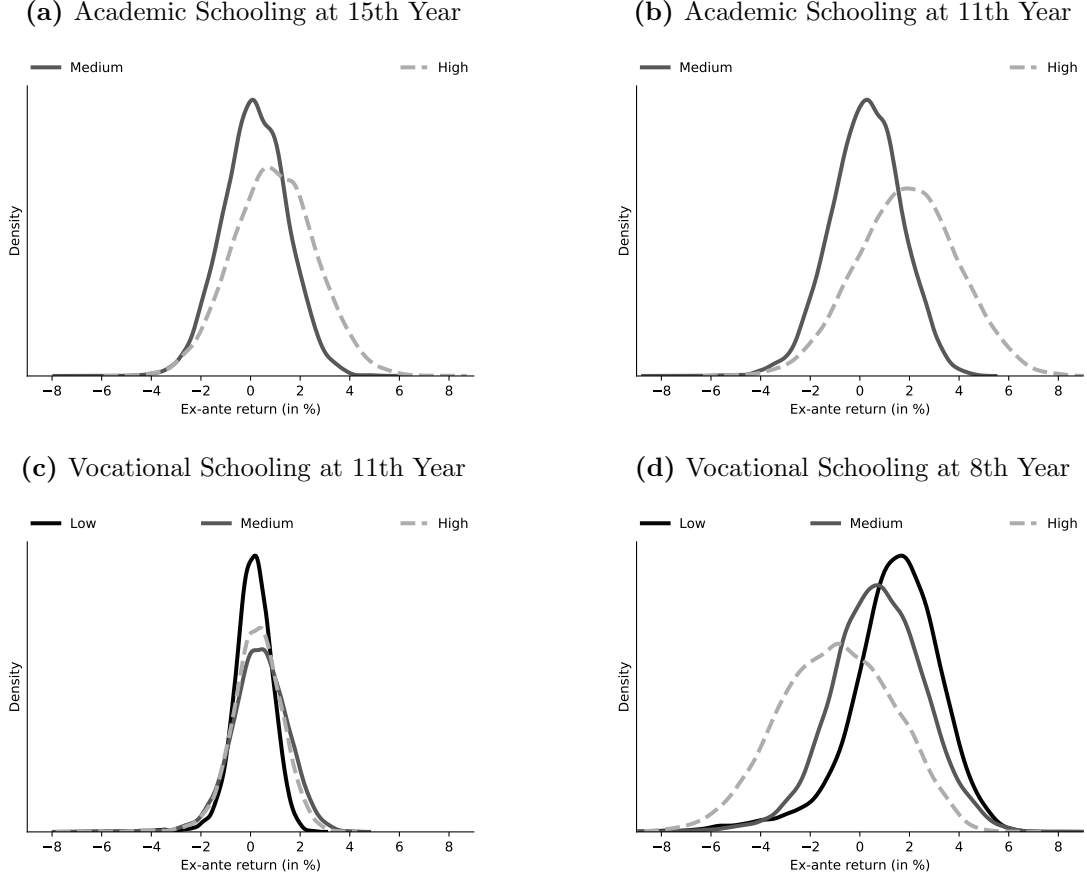 (a) Academic Schooling at 15th Year
Medium High
Density
−8 −6 −4 −2 0 2 4 6 8
Ex-ante return (in %)
(b) Academic Schooling at 11th Year
Medium High
Density
−8 −6 −4 −2 0 2 4 6 8
Ex-ante return (in %)
(c) Vocational Schooling at 11th Year
Low Medium High
Density
−8 −6 −4 −2 0 2 4 6 8
Ex-ante return (in %)
(d) Vocational Schooling at 8th Year
Low Medium High
Density
−8 −6 −4 −2 0 2 4 6 8
Ex-ante return (in %)